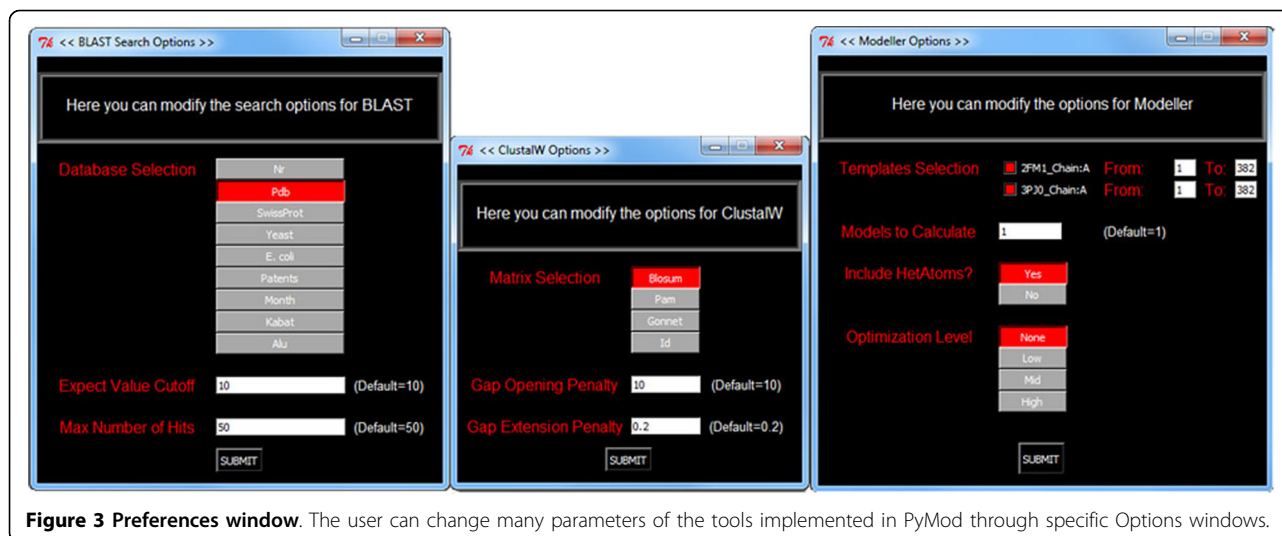 << BLAST Search Options >>
Here you can modify the search options for BLAST
Database Selection
Nr
Pdb
SwissProt
Yeast
E. coli
Patents
Month
Kabat
Alu
Expect Value Cutoff 10 (Default=10)
Max Number of Hits 50 (Default=50)
SUBMIT
<< ClustalW Options >>
Here you can modify the options for ClustalW
Matrix Selection
Blosum
Pam
Gonnet
Id
Gap Opening Penalty 10 (Default=10)
Gap Extension Penalty 0.2 (Default=0.2)
SUBMIT
<< Modeller Options >>
Here you can modify the options for Modeller
Templates Selection 2FM1_Chain:A From: 1 To: 382
3PJ0_Chain:A From: 1 To: 382
Models to Calculate 1 (Default=1)
Include HetAtoms? Yes
No
Optimization Level None
Low
Mid
High
SUBMIT
Figure 3 Preferences window. The user can change many parameters of the tools implemented in PyMod through specific Options windows.